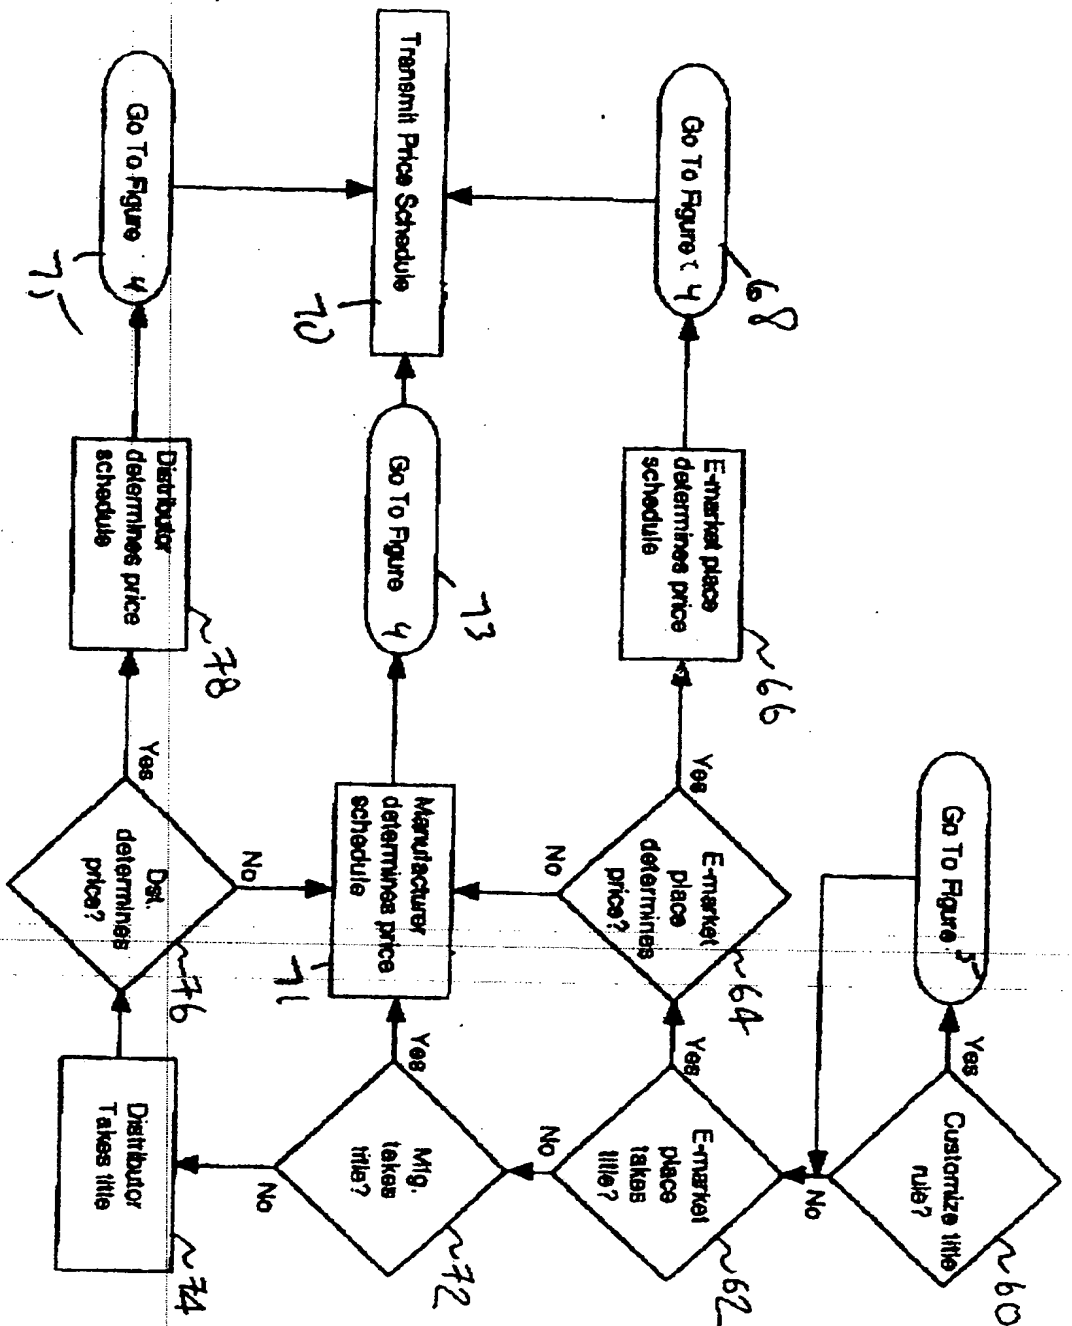 Customize title
rule?
60
Yes
No
Go To Figure
5
E-market
place
takes
title?
62
Yes
No
E-market
place
determines
price?
64
Yes
No
E-market place
determines price
schedule
66
Go To Figure
4
68
Mfg.
takes
title?
72
Yes
No
Manufacturer
determines price
schedule
71
Go To Figure 4
73
Transmit Price Schedule
70
Distributor
Takes title
74
Dist.
determines
price?
76
Yes
No
Distributor
determines price
schedule
78
Go To Figure 4
75